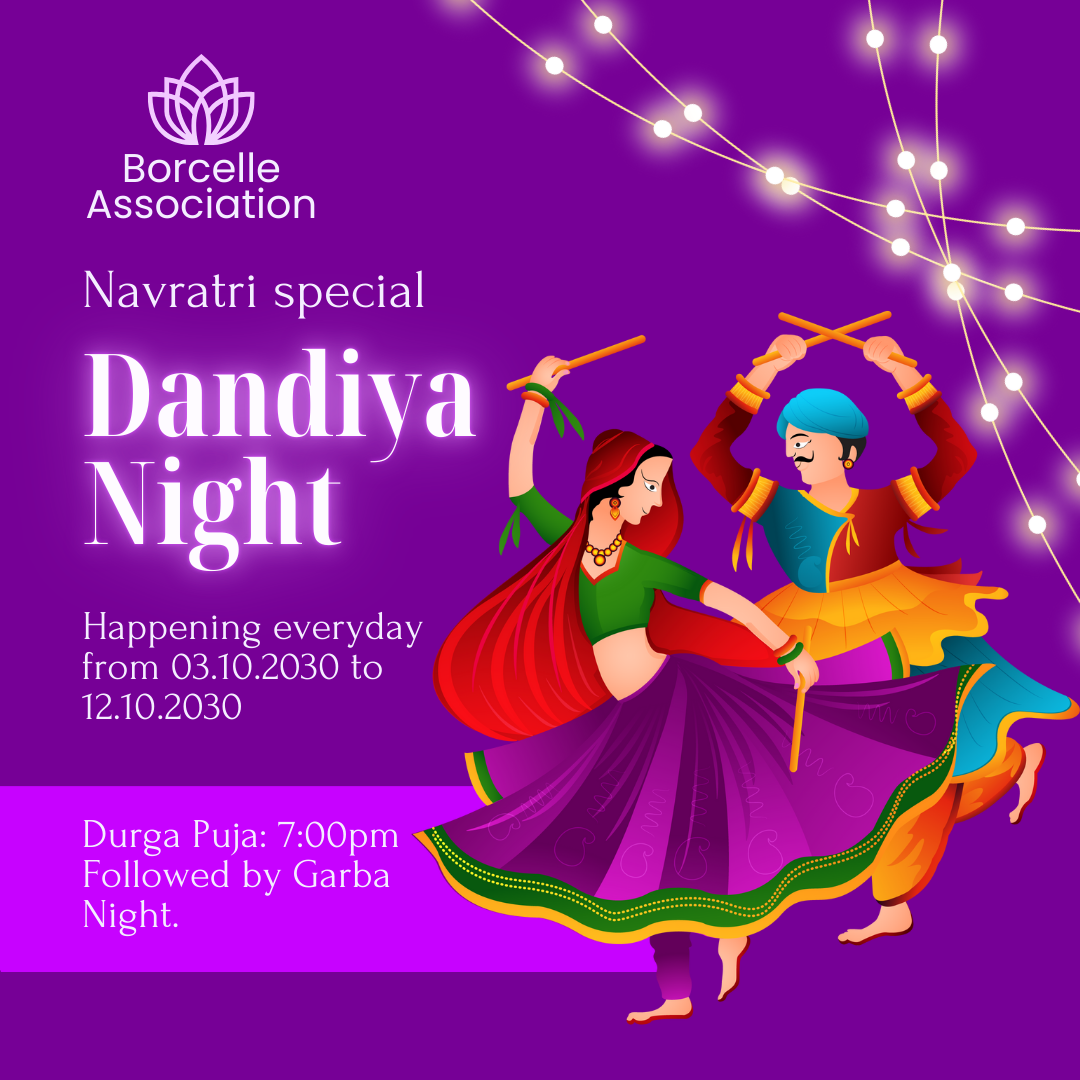 Borcelle
Association
Navratri special
Dandiya
Night
Happening everyday
from 03.10.2030 to
12.10.2030
Durga Puja: 7:00pm
Followed by Garba
Night.